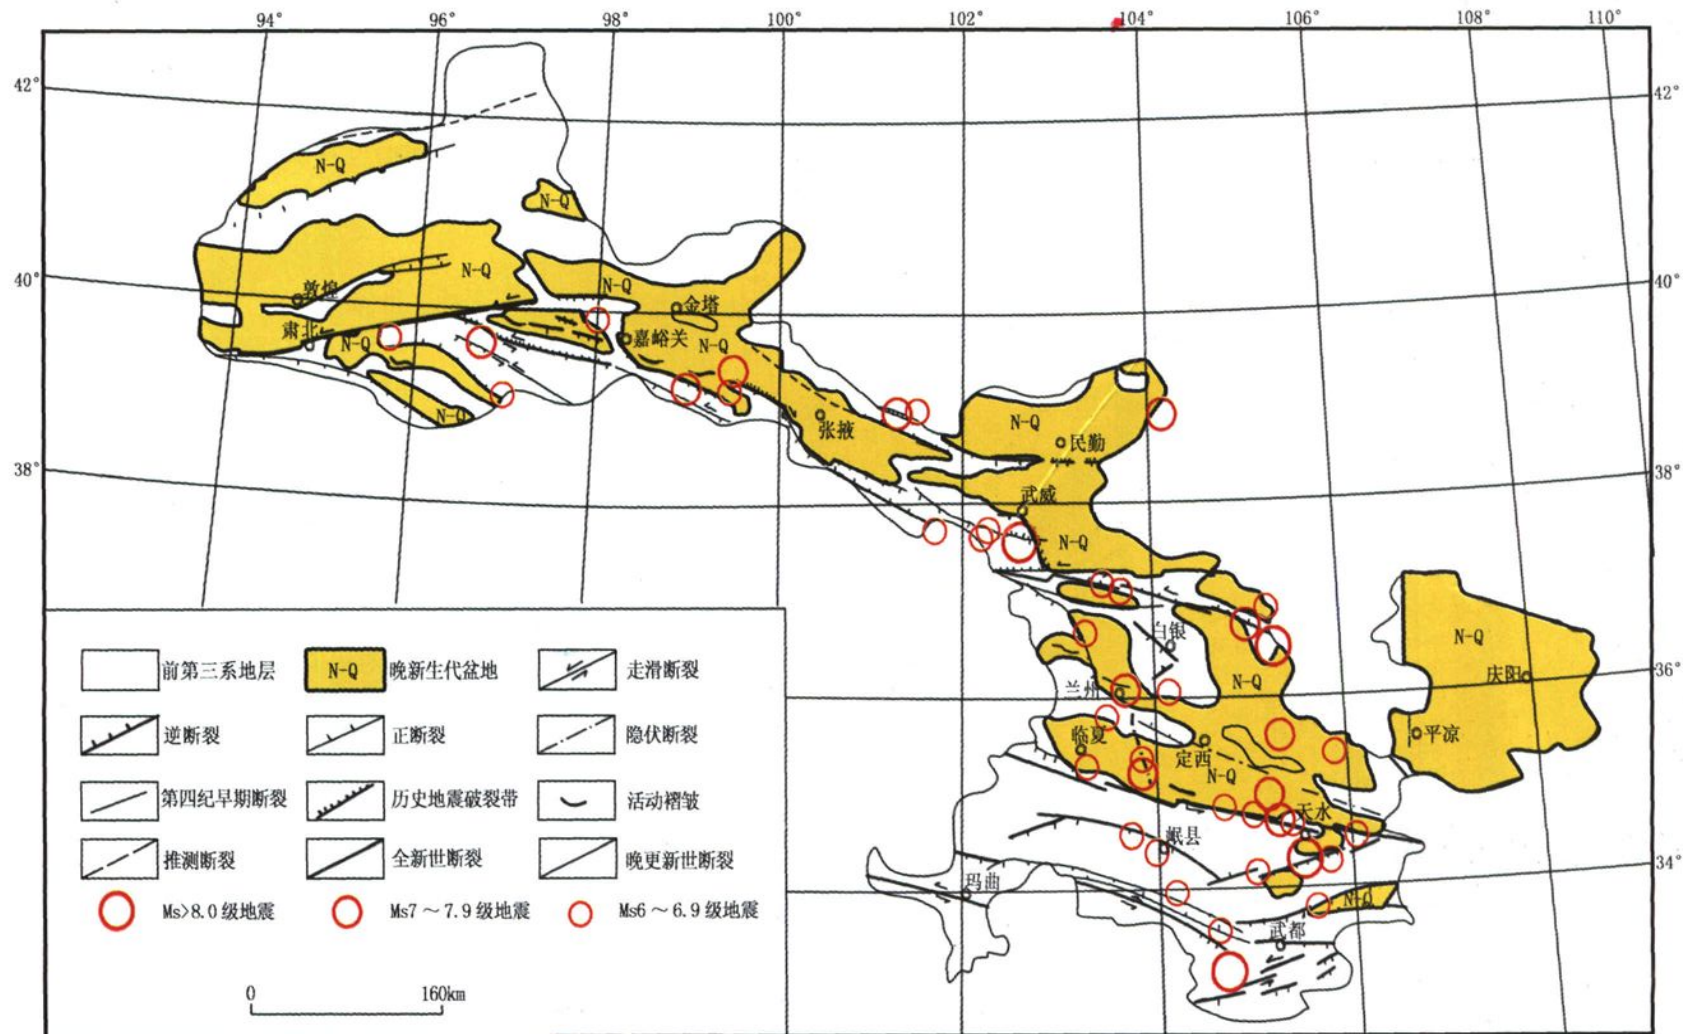 94° 96° 98° 100° 102° 104° 106° 108° 110°
42° 42°
N-Q
N-Q
40° 40°
N-Q
N-Q
敦煌
金塔
肃北
嘉峪关
N-Q
N-Q
N-Q
张掖
N-Q
民勤
38° 38°
武威
N-Q
白银
N-Q
36°
庆阳
兰州
N-Q
平凉
临夏
定西
N-Q
天水
岷县
34°
玛曲
N-Q
武都
前第三系地层 N-Q 晚新生代盆地 走滑断裂
逆断裂 正断裂 隐伏断裂
第四纪早期断裂 历史地震破裂带 活动褶皱
推测断裂 全新世断裂 晚更新世断裂
Ms>8.0级地震 Ms7～7.9级地震 Ms6～6.9级地震
0 160km